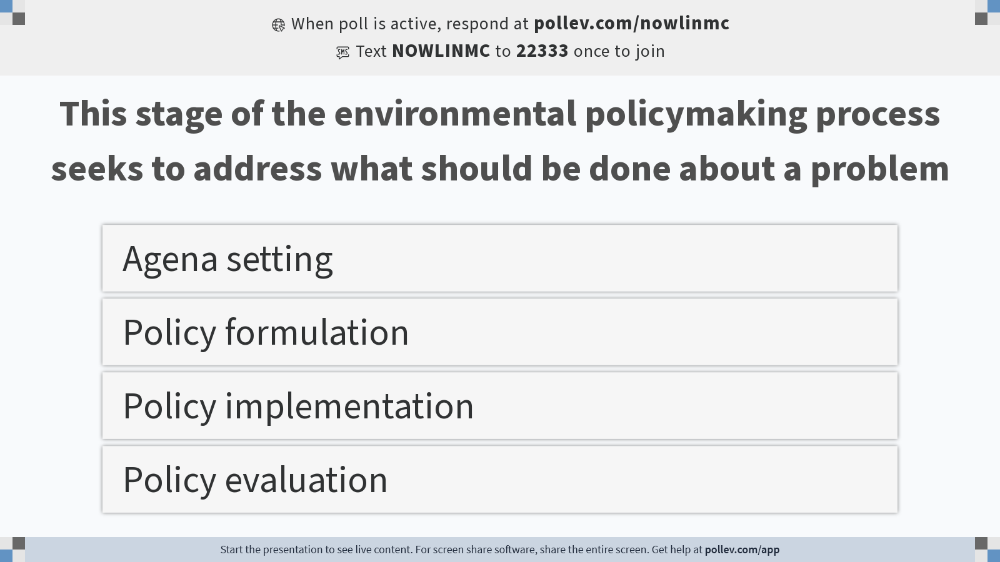 When poll is active, respond at pollev.com/nowlinmc
SMS Text NOWLINMC to 22333 once to join
This stage of the environmental policymaking process
seeks to address what should be done about a problem
Agena setting
Policy formulation
Policy implementation
Policy evaluation
Start the presentation to see live content. For screen share software, share the entire screen. Get help at pollev.com/app